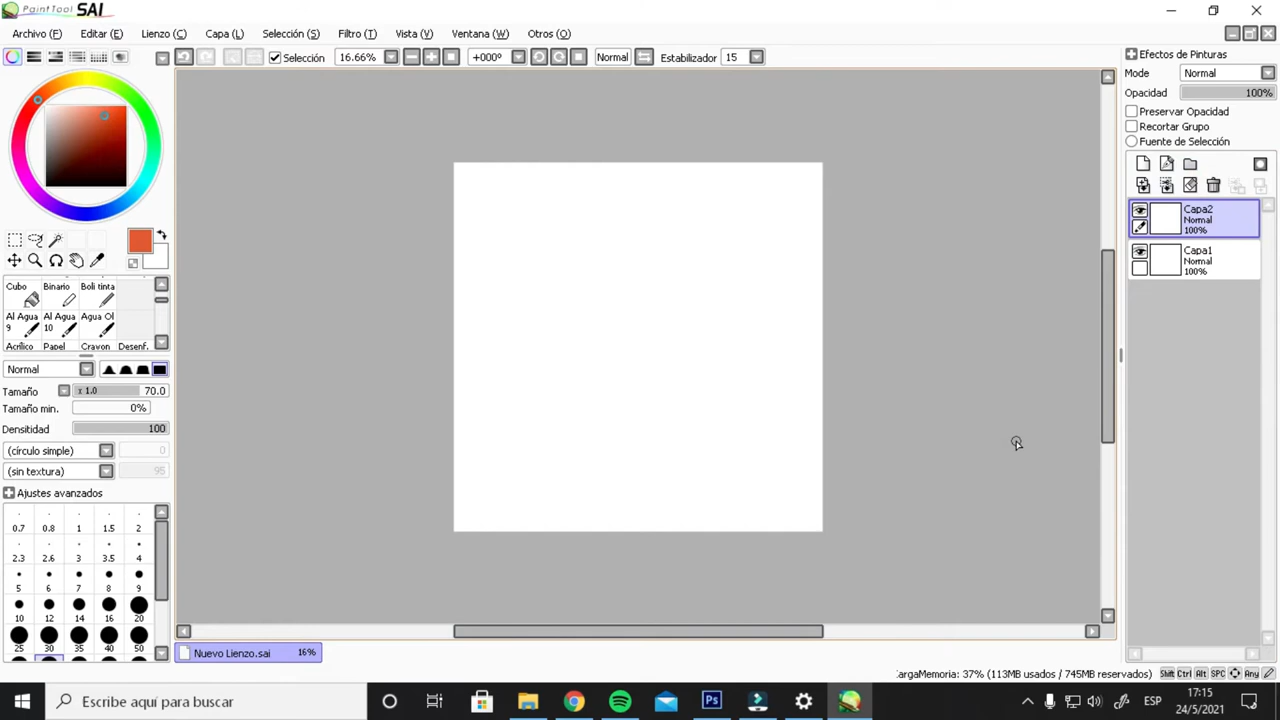 PaintTool SAI
Archivo (F) Editar (E) Lienzo (C) Capa (L) Selección (S) Filtro (T) Vista (V) Ventana (W) Otros (O)
Selección 16.66% +000º Normal Estabilizador 15
Efectos de Pinturas
Mode Normal
Opacidad 100%
Preservar Opacidad
Recortar Grupo
Fuente de Selección
Capa2
Normal
100%
Capa1
Normal
100%
Cubo Binario Boli tinta
Al Agua 9 Al Agua 10 Agua Ol
Acrílico Papel Crayon Desenf.
Normal
Tamaño x 1.0 70.0
Tamaño min. 0%
Densitidad 100
(círculo simple) 0
(sin textura) 95
Ajustes avanzados
0.7 0.8 1 1.5 2
2.3 2.6 3 3.5 4
5 6 7 8 9
10 12 14 16 20
25 30 35 40 50
Nuevo Lienzo.sai 16%
CargaMemoria: 37% (113MB usados / 745MB reservados) Shift Ctrl Alt SPC Any
Escribe aquí para buscar
Ps
ESP
17:15
24/5/2021